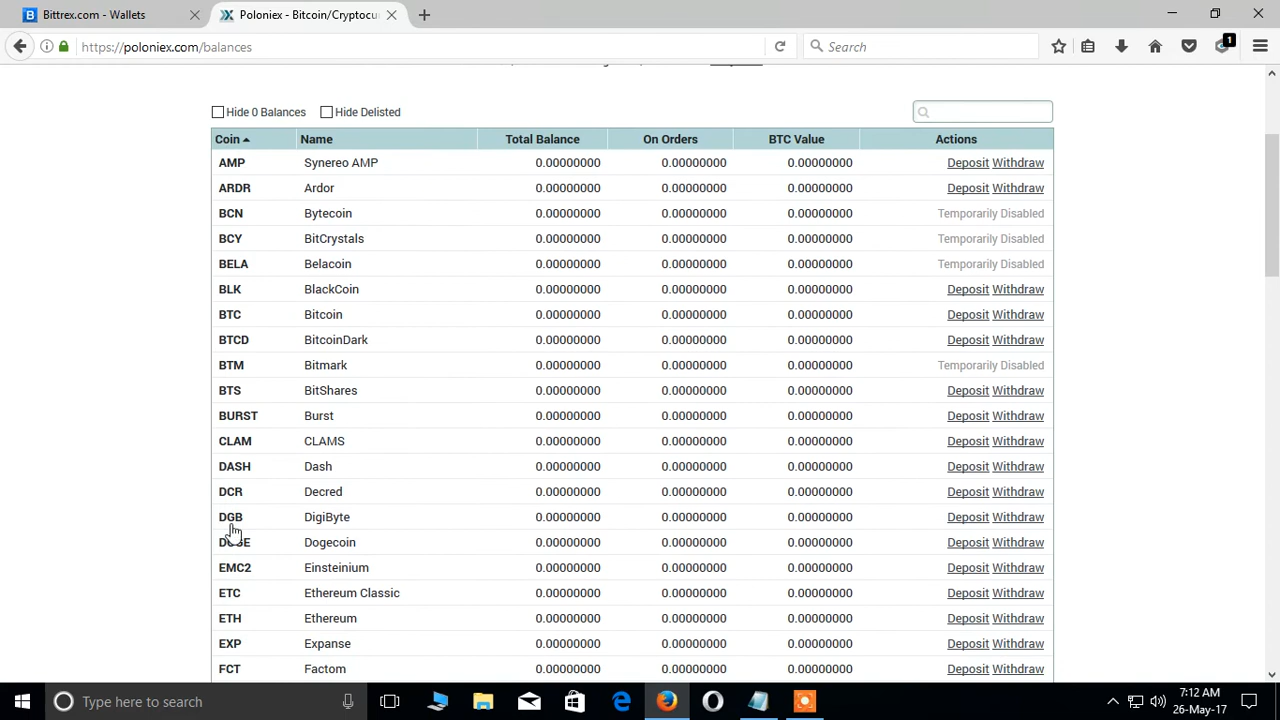 Bittrex.com - Wallets
Poloniex - Bitcoin/Cryptocu
https://poloniex.com/balances
Search
1
Hide 0 Balances Hide Delisted
Coin Name Total Balance On Orders BTC Value Actions
AMP Synereo AMP 0.00000000 0.00000000 0.00000000 Deposit Withdraw
ARDR Ardor 0.00000000 0.00000000 0.00000000 Deposit Withdraw
BCN Bytecoin 0.00000000 0.00000000 0.00000000 Temporarily Disabled
BCY BitCrystals 0.00000000 0.00000000 0.00000000 Temporarily Disabled
BELA Belacoin 0.00000000 0.00000000 0.00000000 Temporarily Disabled
BLK BlackCoin 0.00000000 0.00000000 0.00000000 Deposit Withdraw
BTC Bitcoin 0.00000000 0.00000000 0.00000000 Deposit Withdraw
BTCD BitcoinDark 0.00000000 0.00000000 0.00000000 Deposit Withdraw
BTM Bitmark 0.00000000 0.00000000 0.00000000 Temporarily Disabled
BTS BitShares 0.00000000 0.00000000 0.00000000 Deposit Withdraw
BURST Burst 0.00000000 0.00000000 0.00000000 Deposit Withdraw
CLAM CLAMS 0.00000000 0.00000000 0.00000000 Deposit Withdraw
DASH Dash 0.00000000 0.00000000 0.00000000 Deposit Withdraw
DCR Decred 0.00000000 0.00000000 0.00000000 Deposit Withdraw
DGB DigiByte 0.00000000 0.00000000 0.00000000 Deposit Withdraw
DOGE Dogecoin 0.00000000 0.00000000 0.00000000 Deposit Withdraw
EMC2 Einsteinium 0.00000000 0.00000000 0.00000000 Deposit Withdraw
ETC Ethereum Classic 0.00000000 0.00000000 0.00000000 Deposit Withdraw
ETH Ethereum 0.00000000 0.00000000 0.00000000 Deposit Withdraw
EXP Expanse 0.00000000 0.00000000 0.00000000 Deposit Withdraw
FCT Factom 0.00000000 0.00000000 0.00000000 Deposit Withdraw
Type here to search
7:12 AM
26-May-17